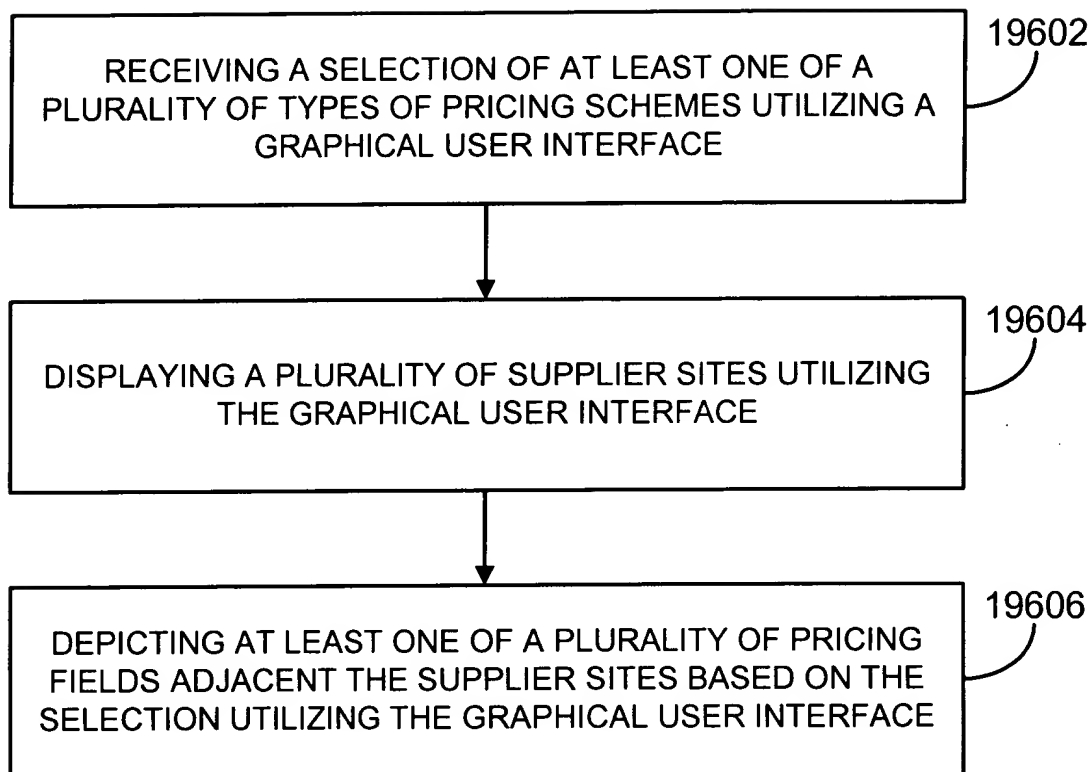 19602
RECEIVING A SELECTION OF AT LEAST ONE OF A
PLURALITY OF TYPES OF PRICING SCHEMES UTILIZING A
GRAPHICAL USER INTERFACE
19604
DISPLAYING A PLURALITY OF SUPPLIER SITES UTILIZING
THE GRAPHICAL USER INTERFACE
19606
DEPICTING AT LEAST ONE OF A PLURALITY OF PRICING
FIELDS ADJACENT THE SUPPLIER SITES BASED ON THE
SELECTION UTILIZING THE GRAPHICAL USER INTERFACE